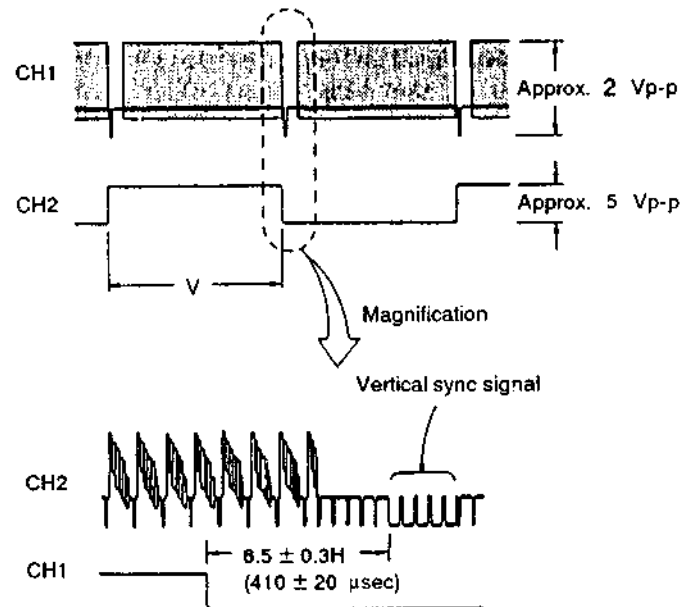 CH1
Approx. 2 Vp-p
CH2
Approx. 5 Vp-p
V
Magnification
Vertical sync signal
CH2
6.5 ± 0.3H
(410 ± 20 μsec)
CH1